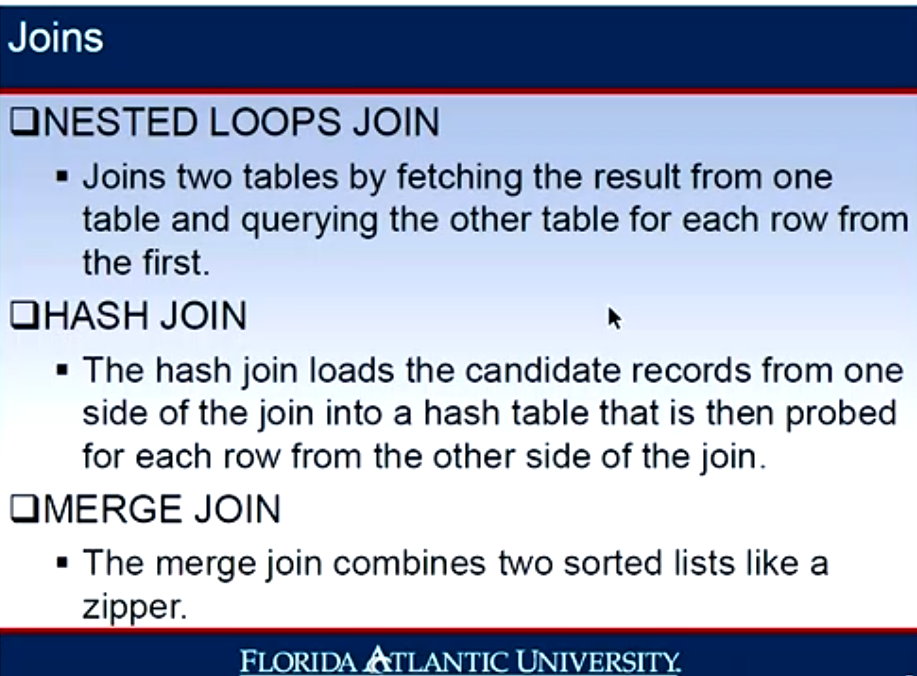 Joins
❑NESTED LOOPS JOIN
▪ Joins two tables by fetching the result from one
table and querying the other table for each row from
the first.
❑HASH JOIN
▪ The hash join loads the candidate records from one
side of the join into a hash table that is then probed
for each row from the other side of the join.
❑MERGE JOIN
▪ The merge join combines two sorted lists like a
zipper.
FLORIDA ATLANTIC UNIVERSITY.